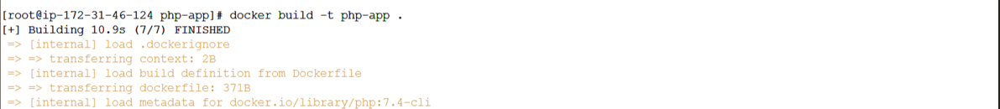 [root@ip-172-31-46-124 php-app]# docker build -t php-app .
[+] Building 10.9s (7/7) FINISHED
=> [internal] load .dockerignore
=> => transferring context: 2B
=> [internal] load build definition from Dockerfile
=> => transferring dockerfile: 371B
=> [internal] load metadata for docker.io/library/php:7.4-cli